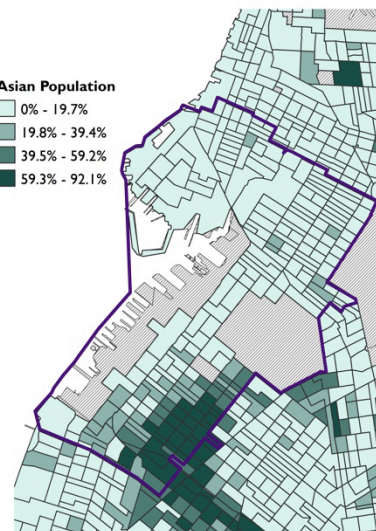 Asian Population
0% - 19.7%
19.8% - 39.4%
39.5% - 59.2%
59.3% - 92.1%